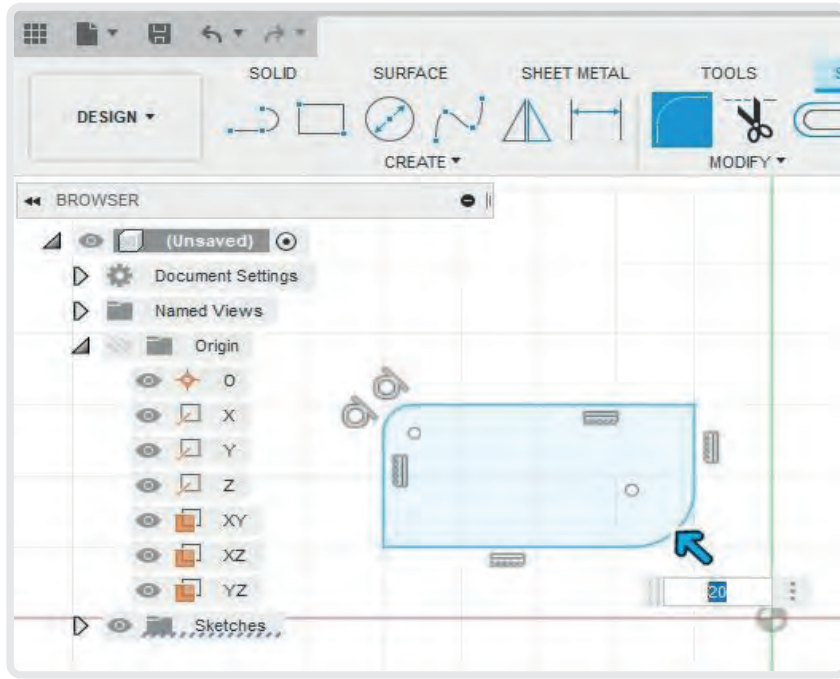 SOLID SURFACE SHEET METAL TOOLS
DESIGN
CREATE MODIFY
BROWSER
(Unsaved)
Document Settings
Named Views
Origin
O
X
Y
Z
XY
XZ
YZ
20
Sketches